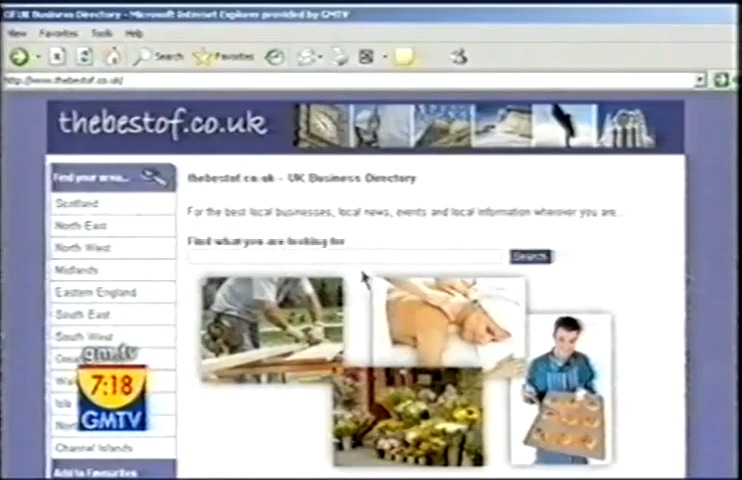 UK Business Directory - Microsoft Internet Explorer provided by GMTV
View Favorites Tools Help
Search Favorites
http://www.thebestof.co.uk/
thebestof.co.uk
Find your area...
thebestof.co.uk - UK Business Directory
Scotland
For the best local businesses, local news, events and local information wherever you are.
North East
Find what you are looking for
North West
Search
Midlands
Eastern England
South East
South West
gm.tv
7:18
GMTV
Channel Islands
Add to Favourites